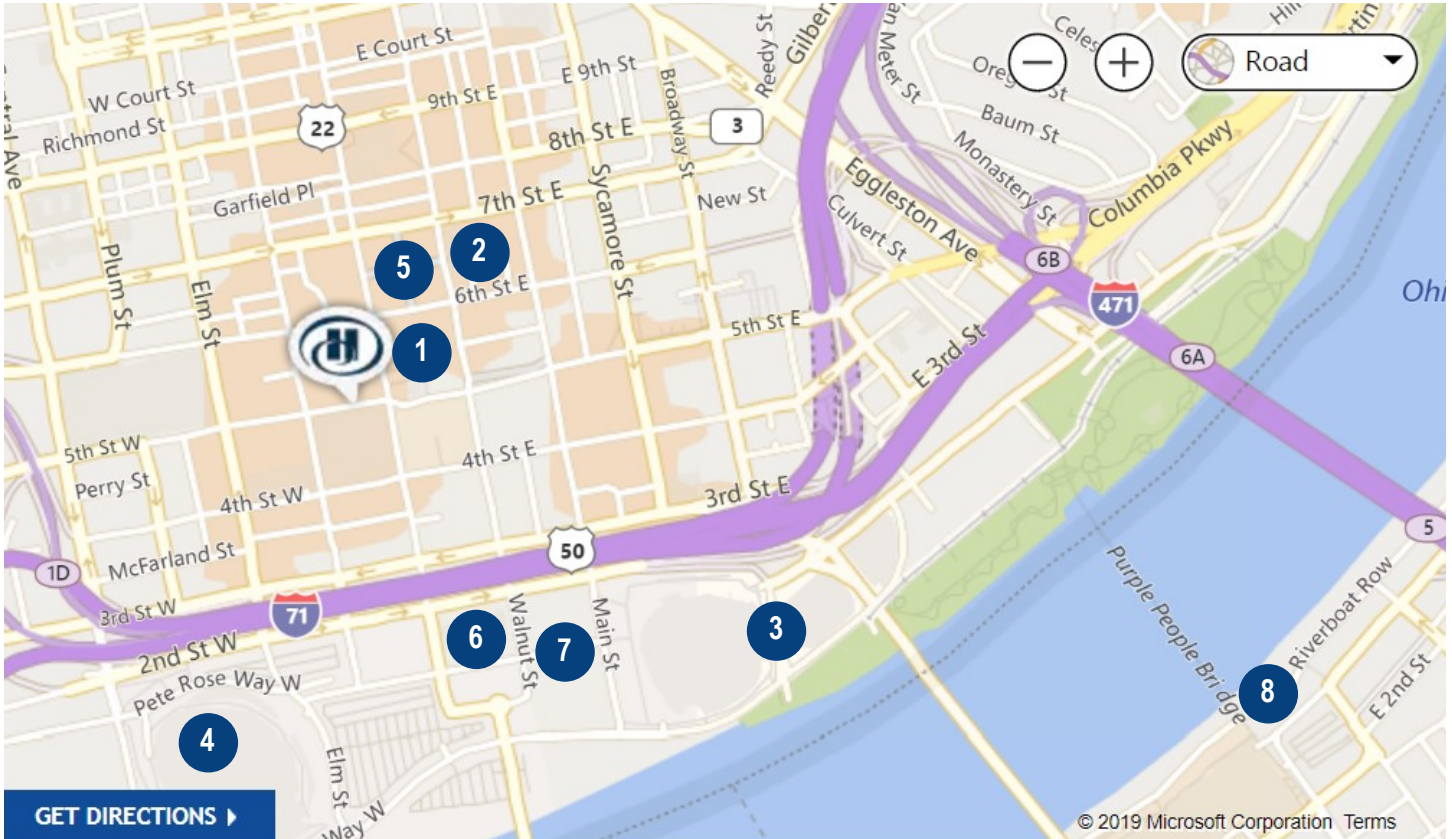 E Court St
E 9th St
W Court St
9th St E
22
Richmond St
8th St E
Garfield Pl
7th St E
Sycamore St
Broadway St
Reedy St
3
New St
Eggleston Ave
Culvert St
Baum St
Monastery St
Columbia Pkwy
Road
Plum St
Elm St
5
2
6th St E
1
5th St E
E 3rd St
6B
471
6A
5
5th St W
Perry St
4th St E
4th St W
3rd St E
McFarland St
1D
50
71
3rd St W
2nd St W
Walnut St
Main St
6
7
3
Pete Rose Way W
4
Elm St
Way W
Purple People Bridge
Riverboat Row
E 2nd St
8
GET DIRECTIONS
© 2019 Microsoft Corporation Terms